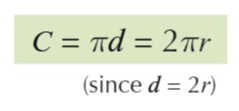 C = πd = 2πr
(since d = 2r)